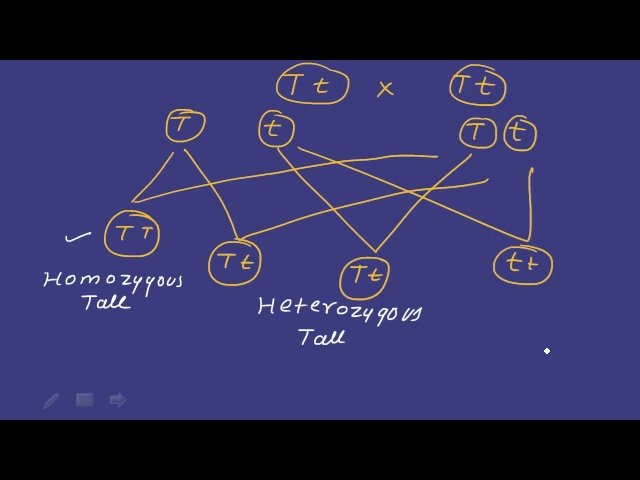 Tt x Tt
T t T t
TT Tt Tt tt
Homozygous
Tall
Heterozygous
Tall